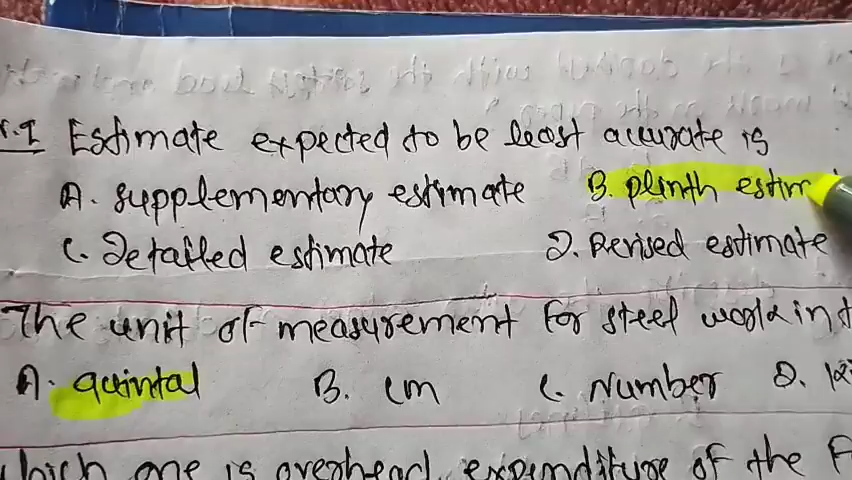 Estimate expected to be least accurate is
A. supplementary estimate B. plinth estim
C. Detailed estimate D. Revised estimate
The unit of measurement for steel work in
A. quintal B. cm C. Number D.
which one is overhead expenditure of the